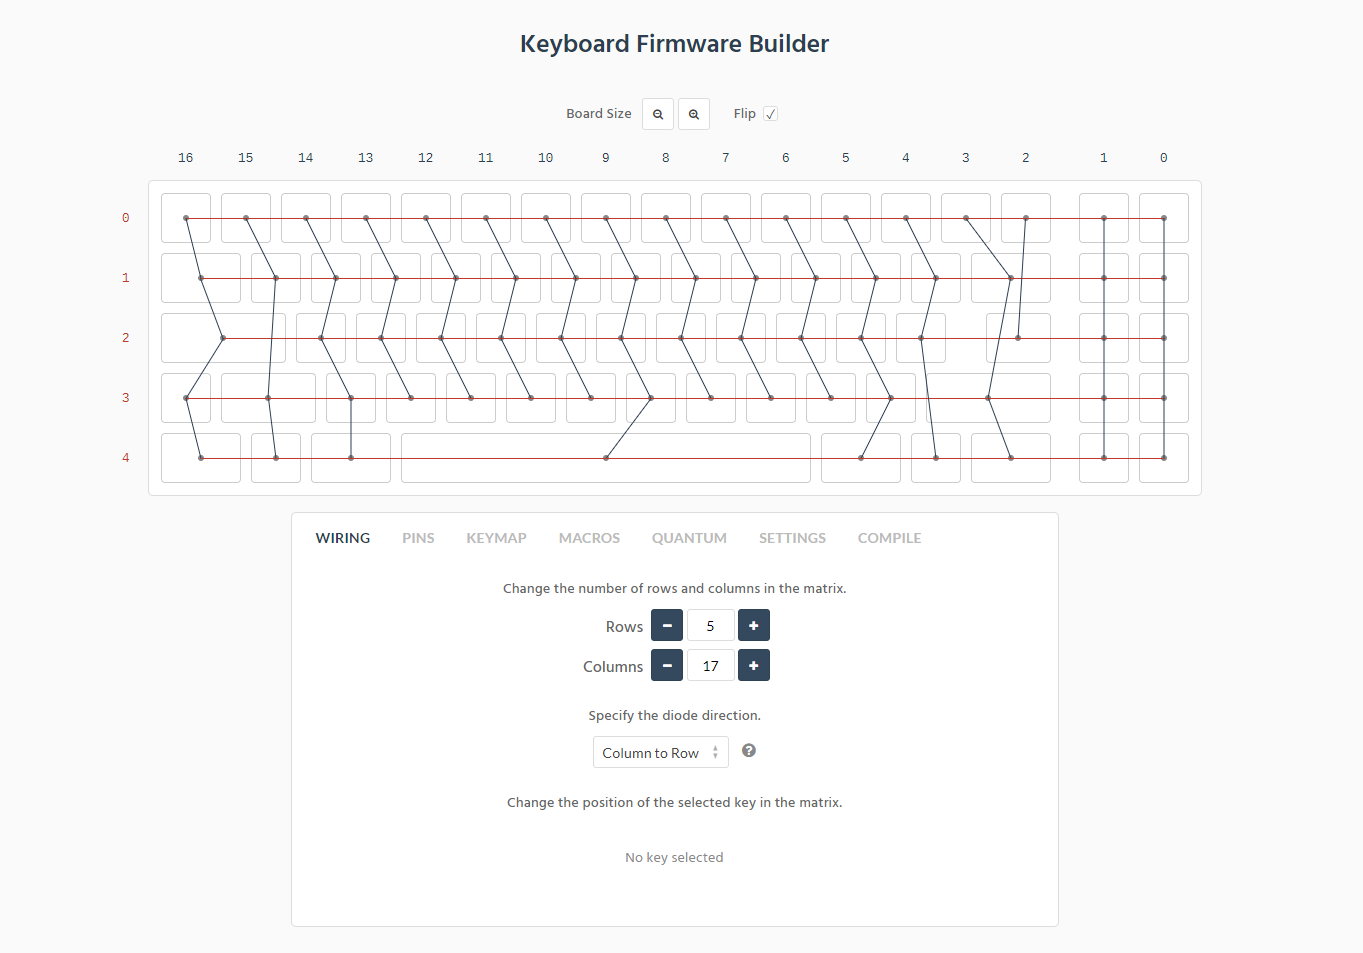 Keyboard Firmware Builder
Board Size Flip
16 15 14 13 12 11 10 9 8 7 6 5 4 3 2 1 0
0
1
2
3
4
WIRING PINS KEYMAP MACROS QUANTUM SETTINGS COMPILE
Change the number of rows and columns in the matrix.
Rows 5
Columns 17
Specify the diode direction.
Column to Row
Change the position of the selected key in the matrix.
No key selected